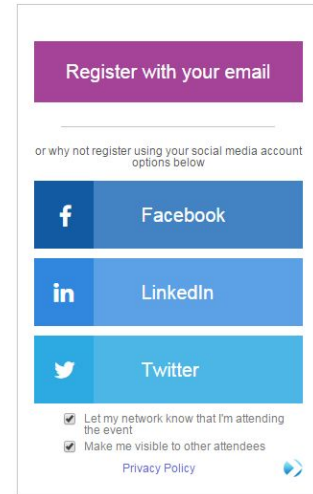 Register with your email
or why not register using your social media account
options below
f
Facebook
in
LinkedIn
Twitter
Let my network know that I'm attending
the event
Make me visible to other attendees
Privacy Policy